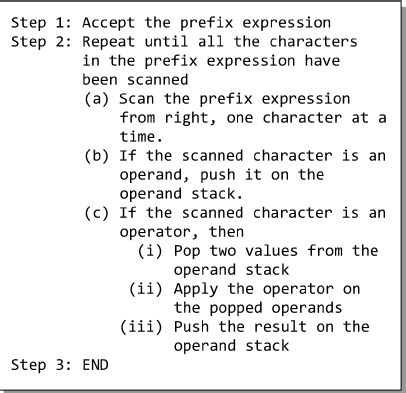 Step 1: Accept the prefix expression
Step 2: Repeat until all the characters
in the prefix expression have
been scanned
(a) Scan the prefix expression
from right, one character at a
time.
(b) If the scanned character is an
operand, push it on the
operand stack.
(c) If the scanned character is an
operator, then
(i) Pop two values from the
operand stack
(ii) Apply the operator on
the popped operands
(iii) Push the result on the
operand stack
Step 3: END